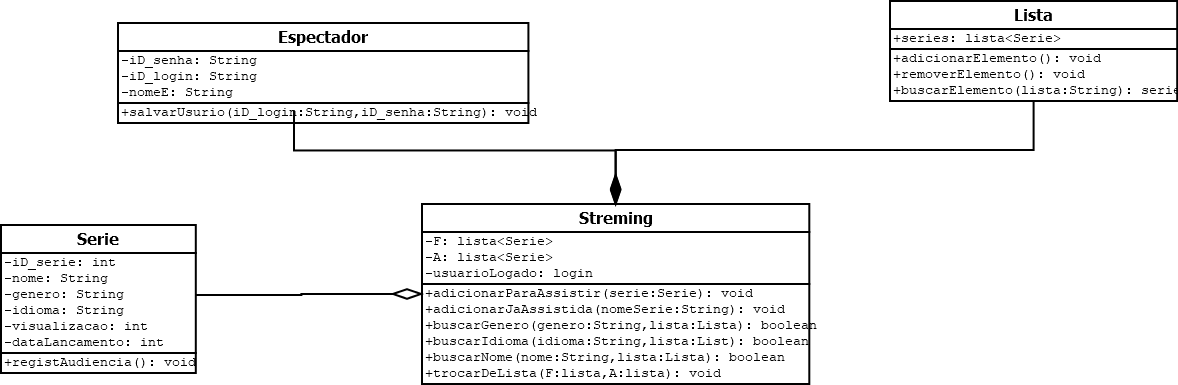 Espectador
-iD_senha: String
-iD_login: String
-nomeE: String
+salvarUsurio(iD_login:String,iD_senha:String): void
Lista
+series: lista<Serie>
+adicionarElemento(): void
+removerElemento(): void
+buscarElemento(lista:String): serie
Serie
-iD_serie: int
-nome: String
-genero: String
-idioma: String
-visualizacao: int
-dataLancamento: int
+registAudiencia(): void
Streming
-F: lista<Serie>
-A: lista<Serie>
-usuarioLogado: login
+adicionarParaAssistir(serie:Serie): void
+adicionarJaAssistida(nomeSerie:String): void
+buscarGenero(genero:String,lista:Lista): boolean
+buscarIdioma(idioma:String,lista:List): boolean
+buscarNome(nome:String,lista:Lista): boolean
+trocarDeLista(F:lista,A:lista): void